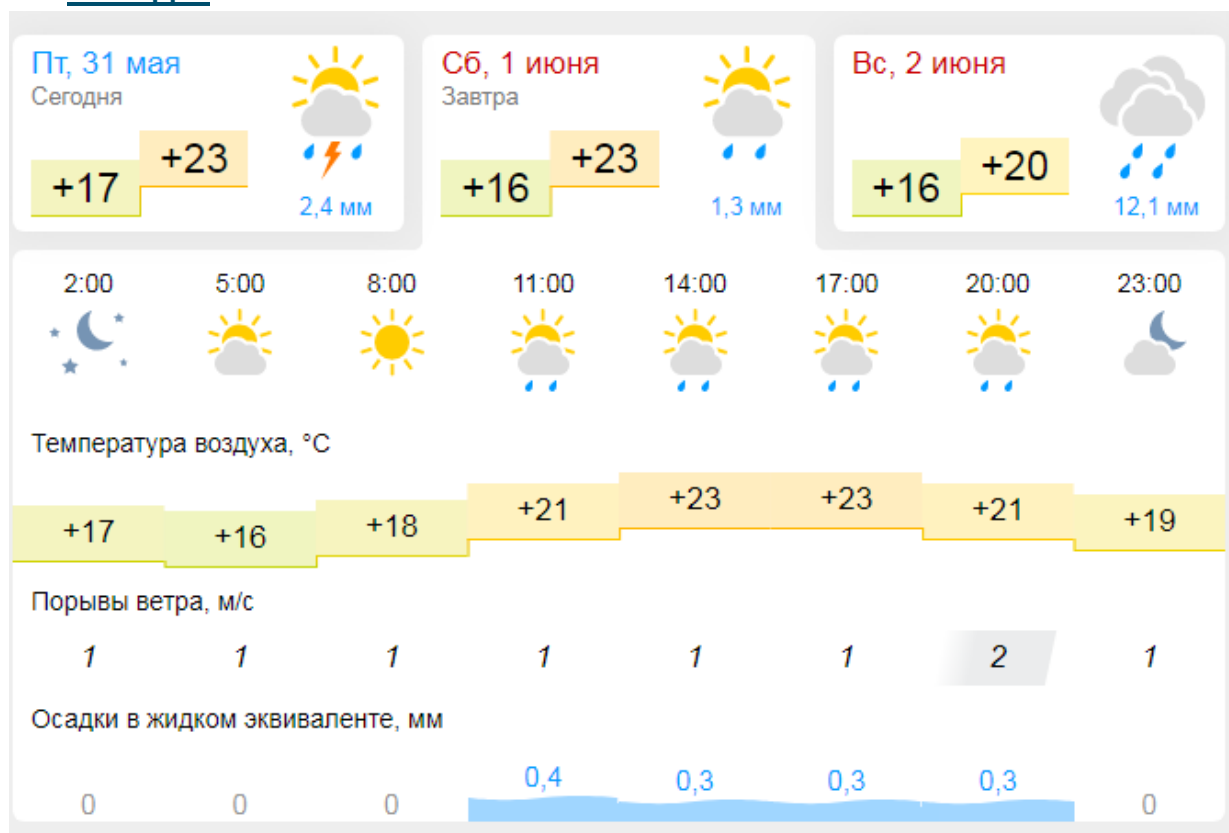 Пт, 31 мая
Сегодня
+17 +23
2,4 мм
Сб, 1 июня
Завтра
+16 +23
1,3 мм
Вс, 2 июня
+16 +20
12,1 мм
2:00 5:00 8:00 11:00 14:00 17:00 20:00 23:00
Температура воздуха, °C
+17 +16 +18 +21 +23 +23 +21 +19
Порывы ветра, м/с
1 1 1 1 1 1 2 1
Осадки в жидком эквиваленте, мм
0 0 0 0,4 0,3 0,3 0,3 0